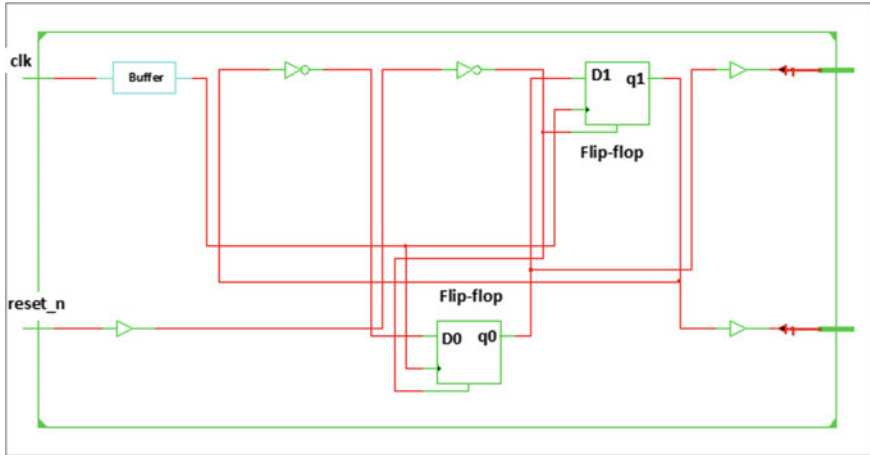 clk
Buffer
D1 q1
Flip-flop
reset_n
Flip-flop
D0 q0